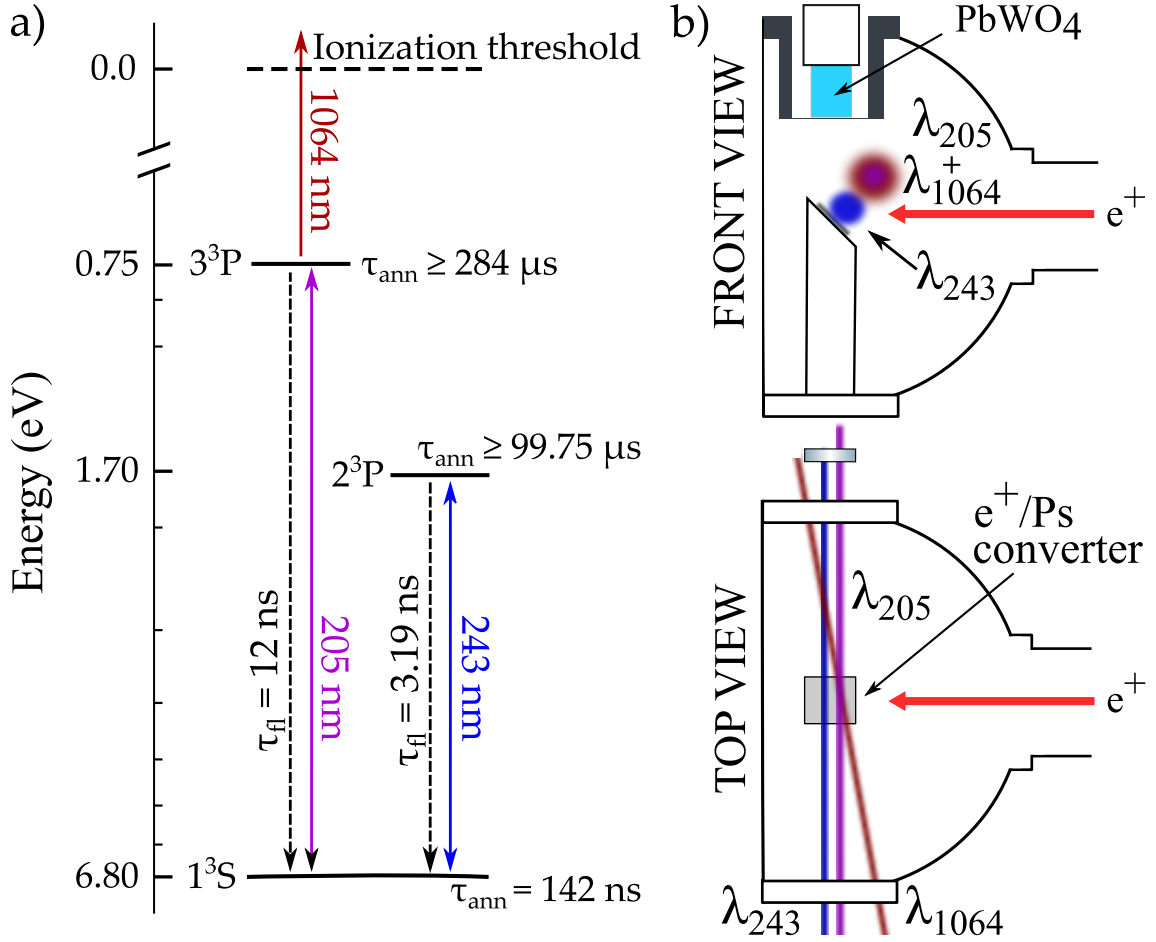 a)
Ionization threshold
0.0
1064 nm
3³P
τann ≥ 284 μs
0.75
Energy (eV)
τann ≥ 99.75 μs
1.70
2³P
τfl = 12 ns
205 nm
τfl = 3.19 ns
243 nm
6.80
1³S
τann = 142 ns
b)
PbWO4
FRONT VIEW
λ205
+
λ1064
e+
λ243
e+/Ps
converter
TOP VIEW
λ205
e+
λ243
λ1064